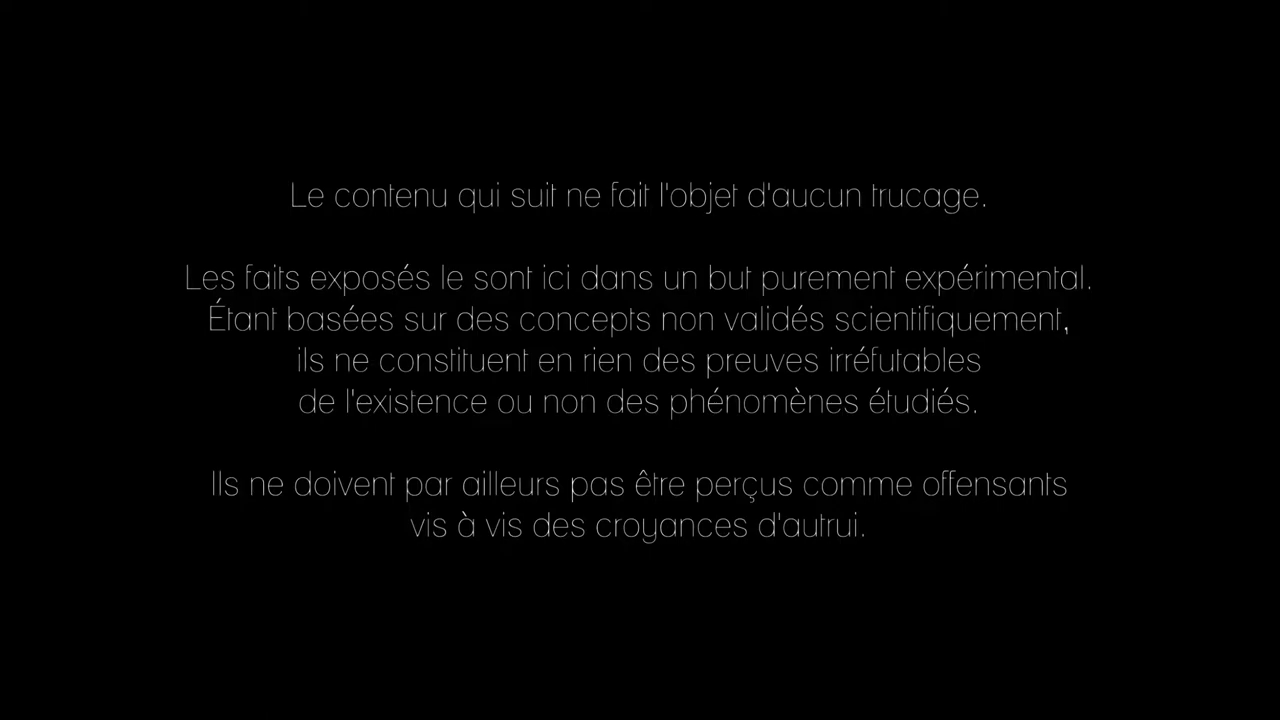 Le contenu qui suit ne fait l'objet d'aucun trucage.
Les faits exposés le sont ici dans un but purement expérimental.
Étant basées sur des concepts non validés scientifiquement,
ils ne constituent en rien des preuves irréfutables
de l'existence ou non des phénomènes étudiés.
Ils ne doivent par ailleurs pas être perçus comme offensants
vis à vis des croyances d'autrui.